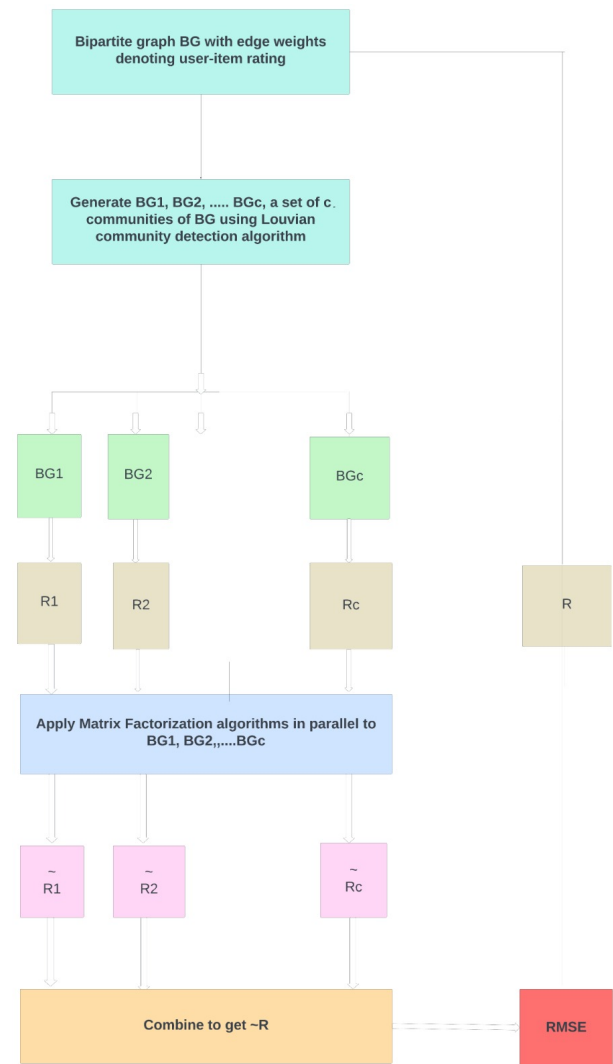 Bipartite graph BG with edge weights
denoting user-item rating
Generate BG1, BG2, ..... BGc, a set of c.
communities of BG using Louvian
community detection algorithm
BG1
BG2
BGc
R1
R2
Rc
R
Apply Matrix Factorization algorithms in parallel to
BG1, BG2,,....BGc
~
R1
~
R2
~
Rc
Combine to get ~R
RMSE